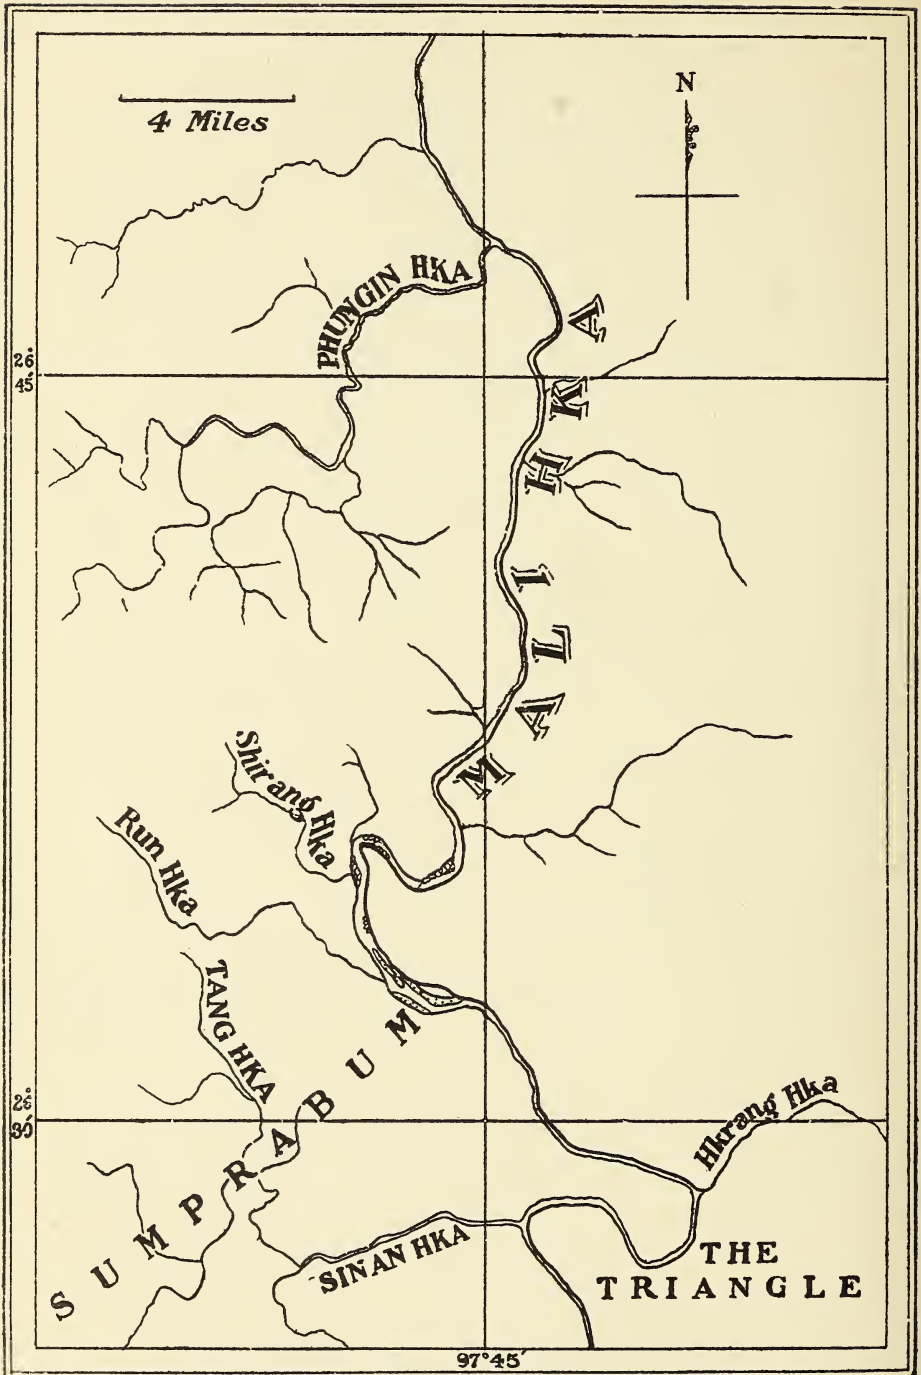 N
4 Miles
PHUNGIN HKA
26°
45'
MALI HKA
Shirang Hka
Run Hka
TANG HKA
SUMPRABUM
Hkrang Hka
30'
SINAN HKA
THE
TRIANGLE
97°45'